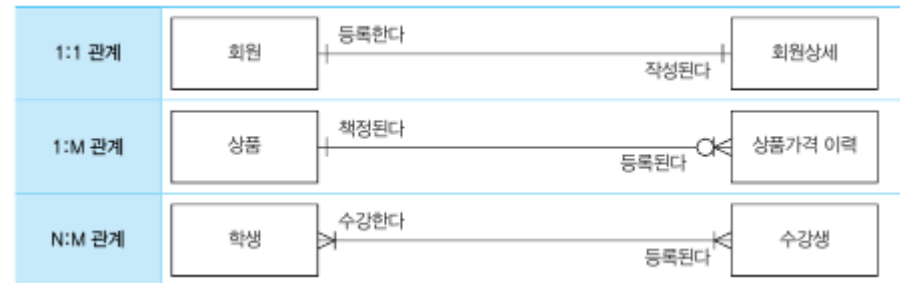 1:1 관계
회원
등록한다
작성된다
회원상세
1:M 관계
상품
책정된다
등록된다
상품가격 이력
N:M 관계
학생
수강한다
등록된다
수강생